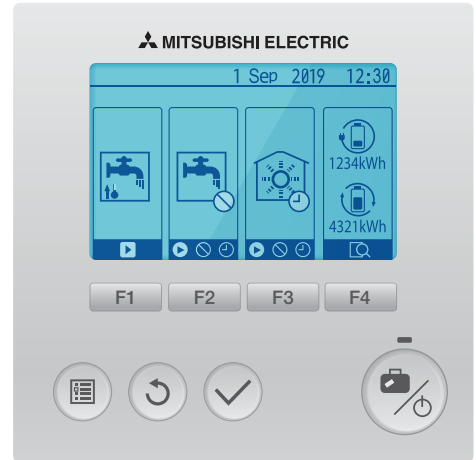 MITSUBISHI ELECTRIC
1 Sep 2019 12:30
1234kWh
4321kWh
F1 F2 F3 F4